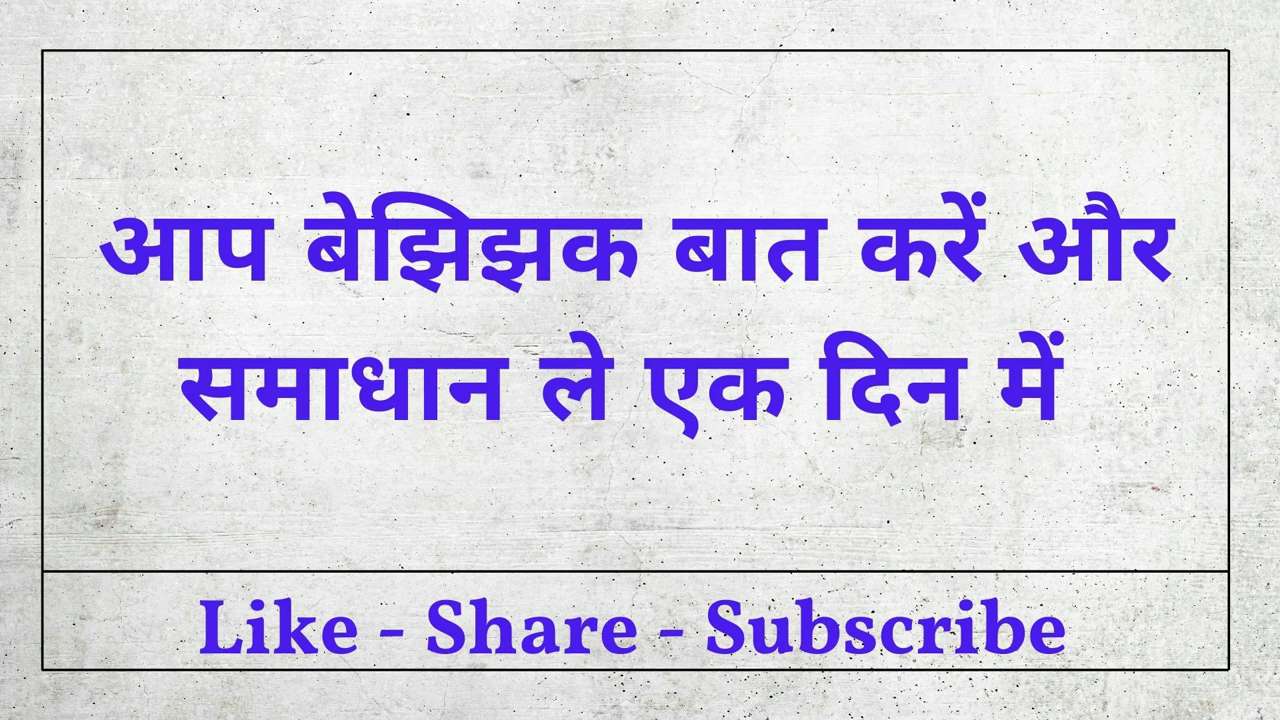 आप बेझिझक बात करें और
समाधान ले एक दिन में
Like - Share - Subscribe